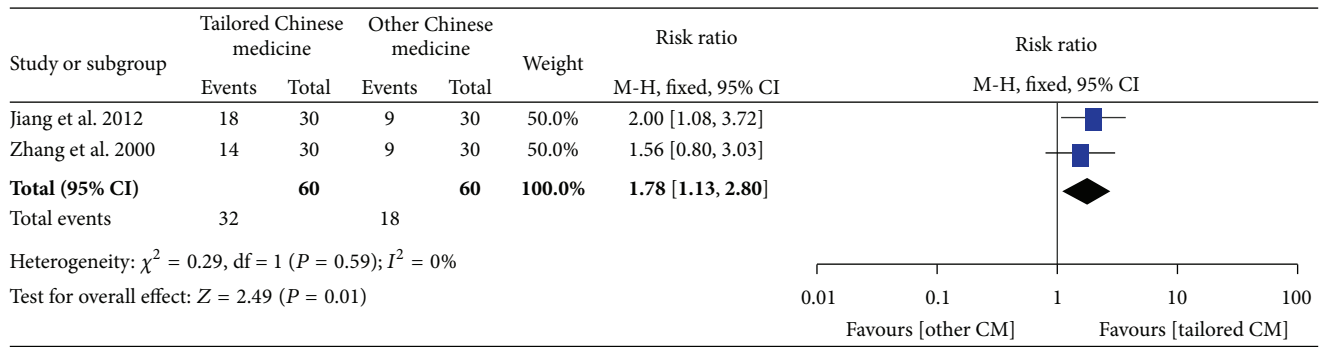 Study or subgroup Tailored Chinese medicine Other Chinese medicine Weight Risk ratio Risk ratio
Events Total Events Total M-H, fixed, 95% CI M-H, fixed, 95% CI
Jiang et al. 2012 18 30 9 30 50.0% 2.00 [1.08, 3.72]
Zhang et al. 2000 14 30 9 30 50.0% 1.56 [0.80, 3.03]
Total (95% CI) 60 60 100.0% 1.78 [1.13, 2.80]
Total events 32 18
Heterogeneity: χ² = 0.29, df = 1 (P = 0.59); I² = 0%
Test for overall effect: Z = 2.49 (P = 0.01)
0.01 0.1 1 10 100
Favours [other CM] Favours [tailored CM]